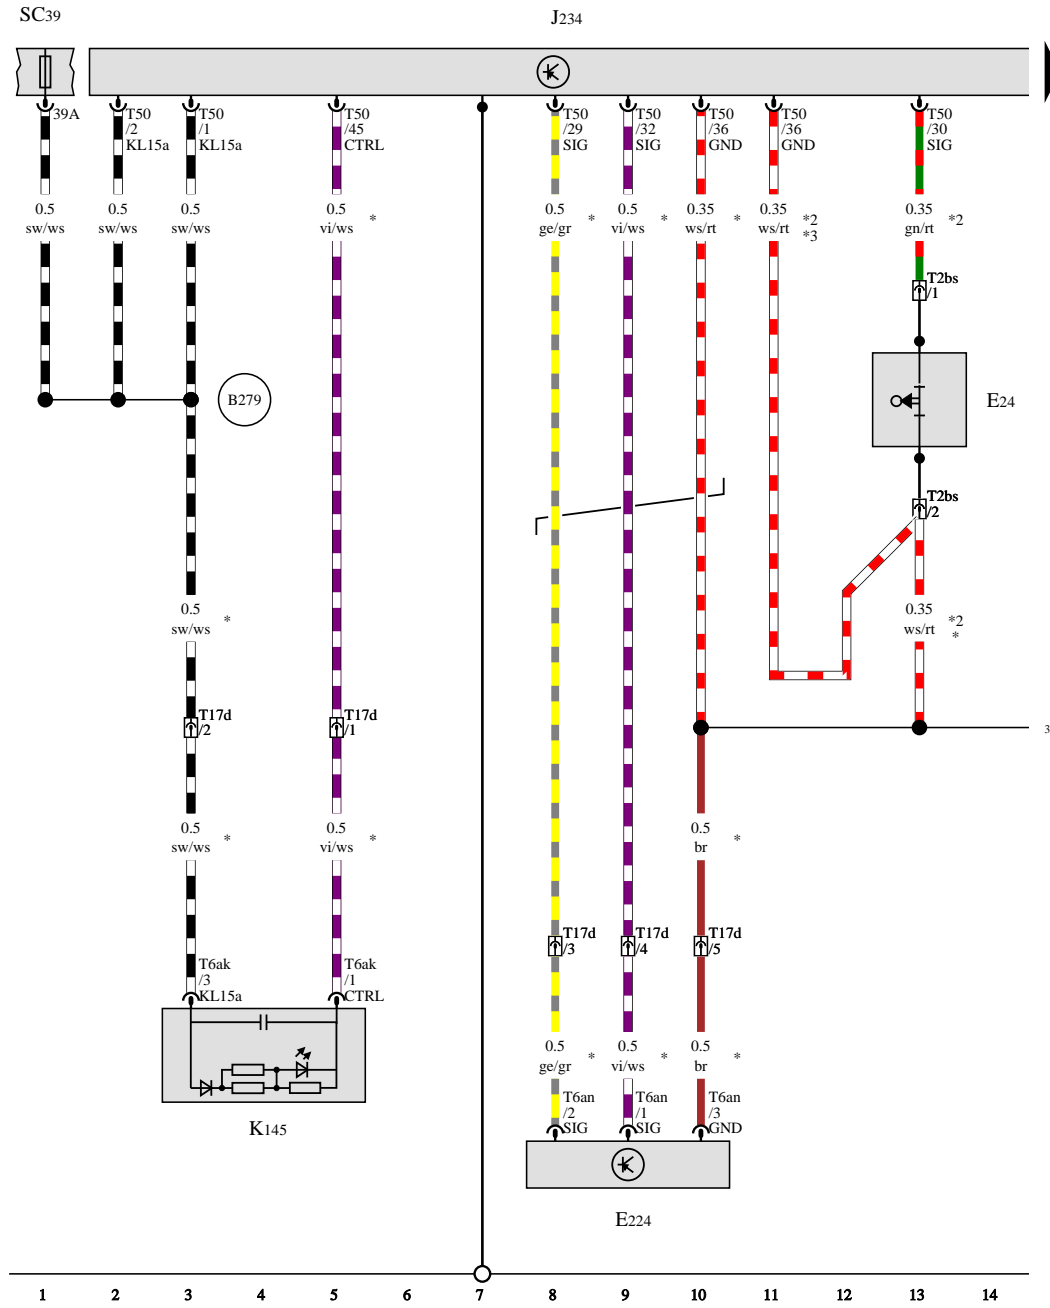 SC39
J234
39A
T50
/2
KL15a
T50
/1
KL15a
T50
/45
CTRL
T50
/29
SIG
T50
/32
SIG
T50
/36
GND
T50
/36
GND
T50
/30
SIG
0.5
sw/ws
0.5
sw/ws
0.5
sw/ws
0.5
vi/ws
*
0.5
ge/gr
*
0.5
vi/ws
*
0.35
ws/rt
*
0.35
ws/rt
*2
*3
0.35
gn/rt
*2
T2bs
/1
B279
E24
T2bs
/2
0.5
sw/ws
*
0.35
ws/rt
*2
*
T17d
/2
T17d
/1
3
0.5
sw/ws
*
0.5
vi/ws
*
0.5
br
*
T17d
/3
T17d
/4
T17d
/5
T6ak
/3
KL15a
T6ak
/1
CTRL
0.5
ge/gr
*
0.5
vi/ws
*
0.5
br
*
T6an
/2
SIG
T6an
/1
SIG
T6an
/3
GND
K145
E224
1 2 3 4 5 6 7 8 9 10 11 12 13 14